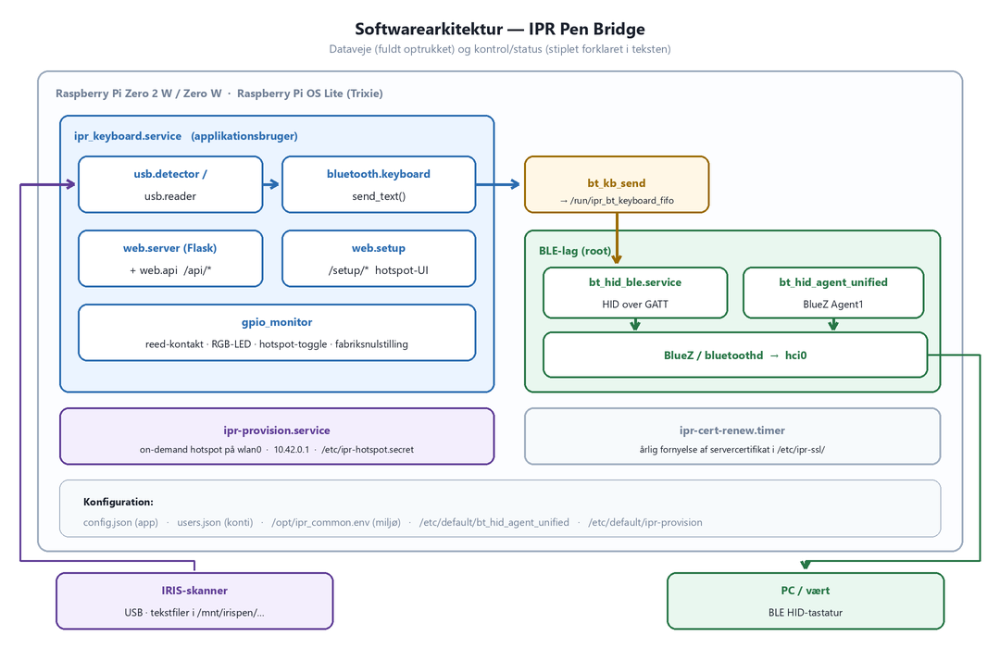 Softwarearkitektur — IPR Pen Bridge
Dataveje (fuldt optrukket) og kontrol/status (stiplet forklaret i teksten)
Raspberry Pi Zero 2 W / Zero W · Raspberry Pi OS Lite (Trixie)
ipr_keyboard.service (applikationsbruger)
usb.detector /
usb.reader
bluetooth.keyboard
send_text()
bt_kb_send
→ /run/ipr_bt_keyboard_fifo
web.server (Flask)
+ web.api /api/*
web.setup
/setup/* hotspot-UI
gpio_monitor
reed-kontakt · RGB-LED · hotspot-toggle · fabriksnulstilling
BLE-lag (root)
bt_hid_ble.service
HID over GATT
bt_hid_agent_unified
BlueZ Agent1
BlueZ / bluetoothd → hci0
ipr-provision.service
on-demand hotspot på wlan0 · 10.42.0.1 · /etc/ipr-hotspot.secret
ipr-cert-renew.timer
årlig fornyelse af servercertifikat i /etc/ipr-ssl/
Konfiguration:
config.json (app) · users.json (konti) · /opt/ipr_common.env (miljø) · /etc/default/bt_hid_agent_unified · /etc/default/ipr-provision
IRIS-skanner
USB · tekstfiler i /mnt/irispen/...
PC / vært
BLE HID-tastatur